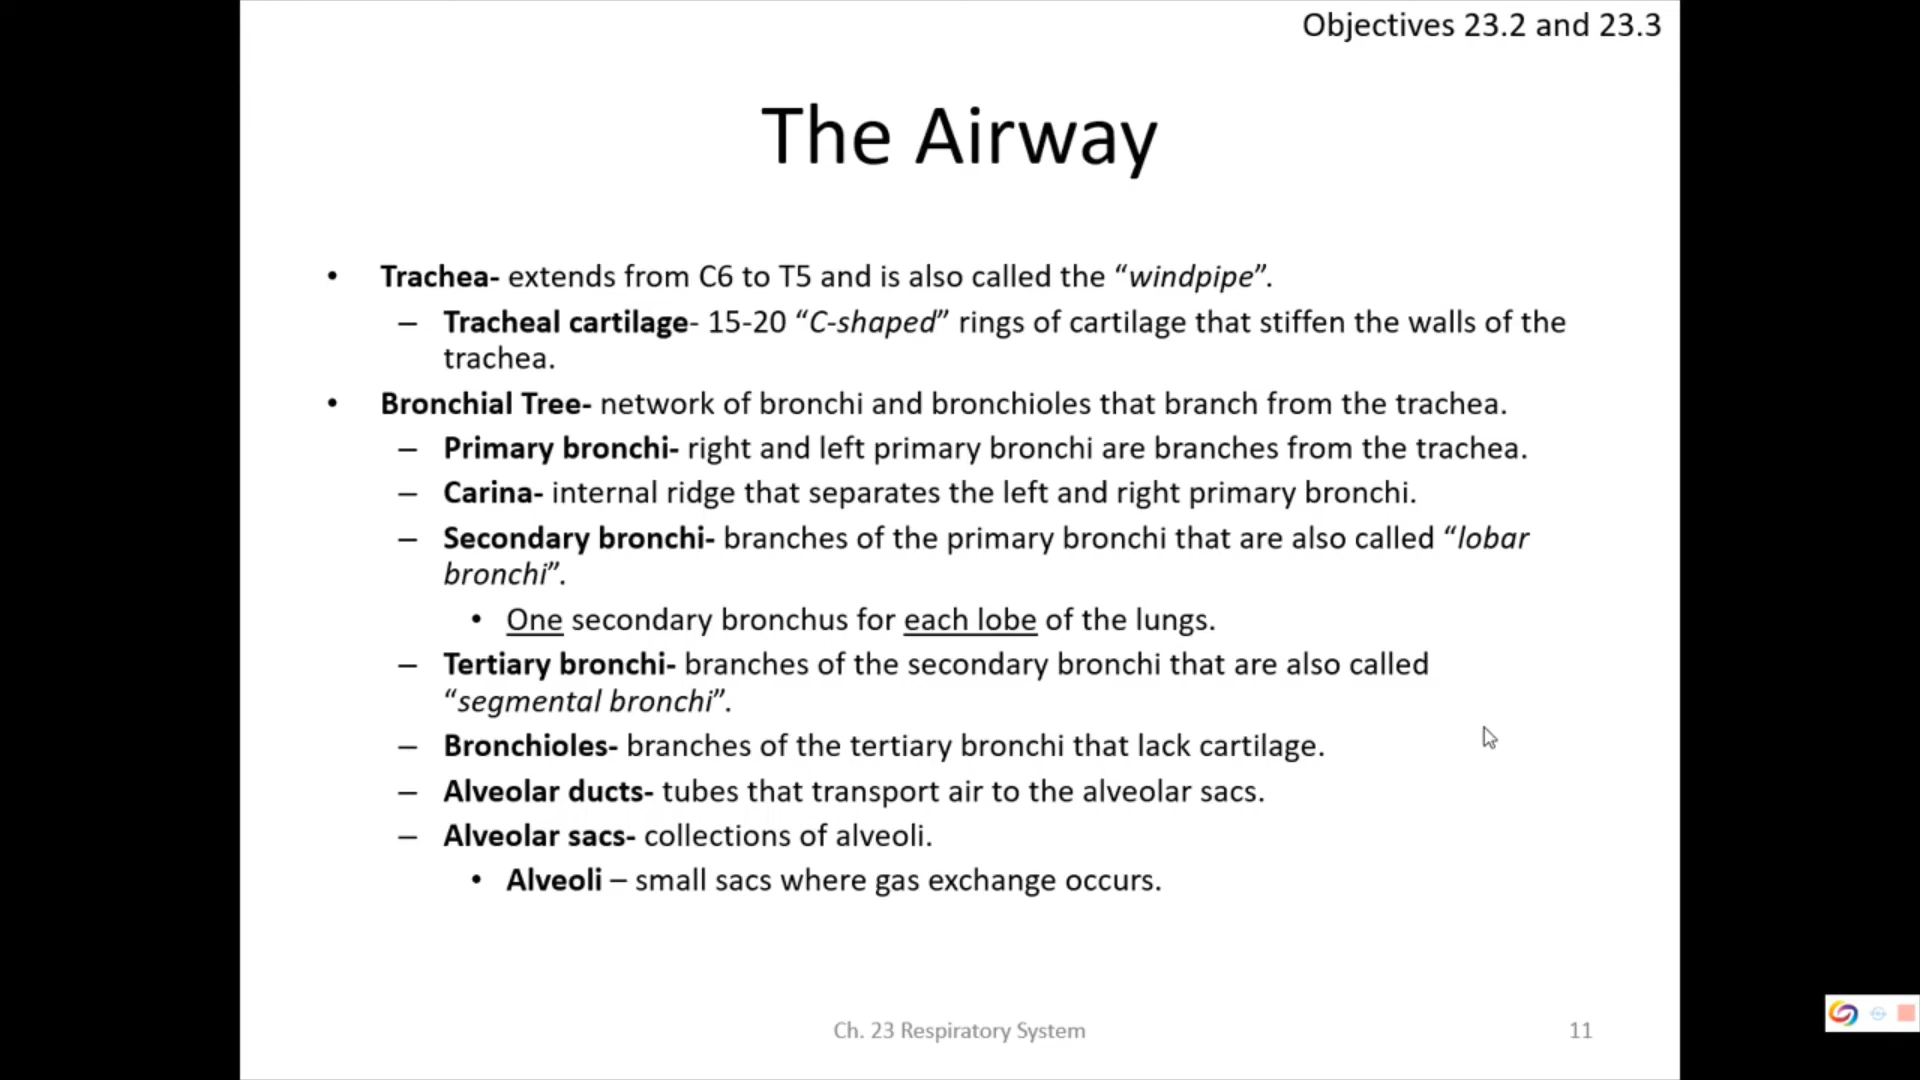 Objectives 23.2 and 23.3
The Airway
• Trachea- extends from C6 to T5 and is also called the “windpipe”.
– Tracheal cartilage- 15-20 “C-shaped” rings of cartilage that stiffen the walls of the
trachea.
• Bronchial Tree- network of bronchi and bronchioles that branch from the trachea.
– Primary bronchi- right and left primary bronchi are branches from the trachea.
– Carina- internal ridge that separates the left and right primary bronchi.
– Secondary bronchi- branches of the primary bronchi that are also called “lobar
bronchi”.
• One secondary bronchus for each lobe of the lungs.
– Tertiary bronchi- branches of the secondary bronchi that are also called
“segmental bronchi”.
– Bronchioles- branches of the tertiary bronchi that lack cartilage.
– Alveolar ducts- tubes that transport air to the alveolar sacs.
– Alveolar sacs- collections of alveoli.
• Alveoli – small sacs where gas exchange occurs.
Ch. 23 Respiratory System
11